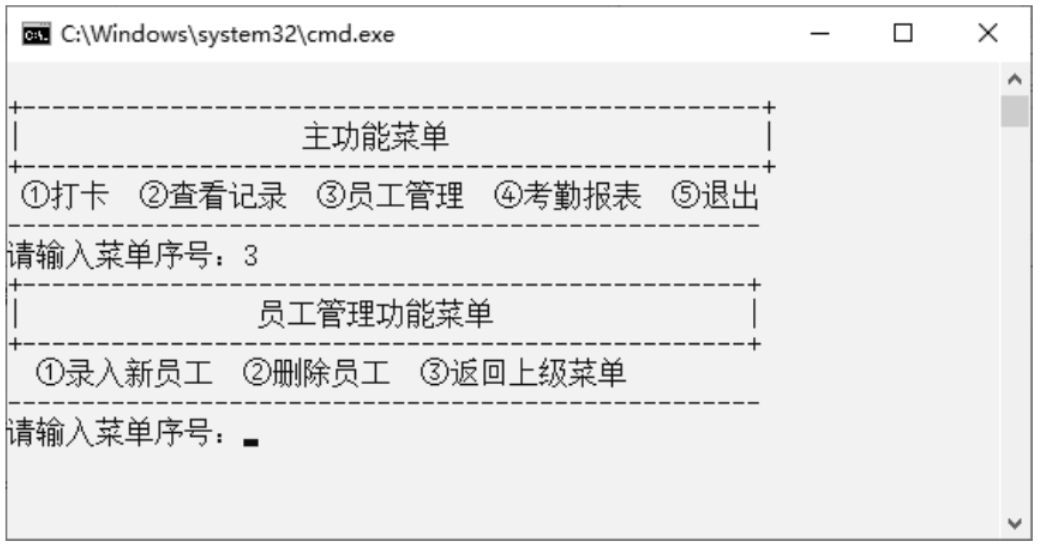 C:\Windows\system32\cmd.exe
+--------------------------------------------------+
| 主功能菜单 |
+--------------------------------------------------+
①打卡 ②查看记录 ③员工管理 ④考勤报表 ⑤退出
---------------------------------------------------
请输入菜单序号：3
+-------------------------------------------------+
| 员工管理功能菜单 |
+-------------------------------------------------+
①录入新员工 ②删除员工 ③返回上级菜单
---------------------------------------------------
请输入菜单序号：